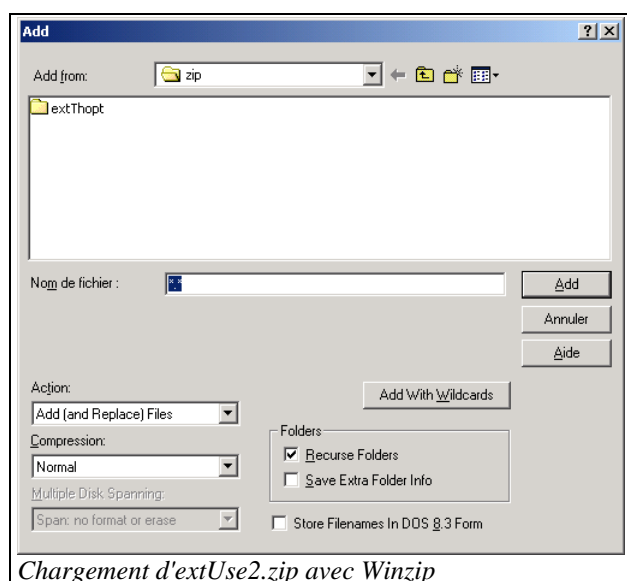 Add
Add from:
zip
extThopt
Nom de fichier :
*.*
Add
Annuler
Aide
Action:
Add (and Replace) Files
Add With Wildcards
Compression:
Normal
Folders
Recurse Folders
Save Extra Folder Info
Multiple Disk Spanning:
Span: no format or erase
Store Filenames In DOS 8.3 Form
Chargement d'extUse2.zip avec Winzip